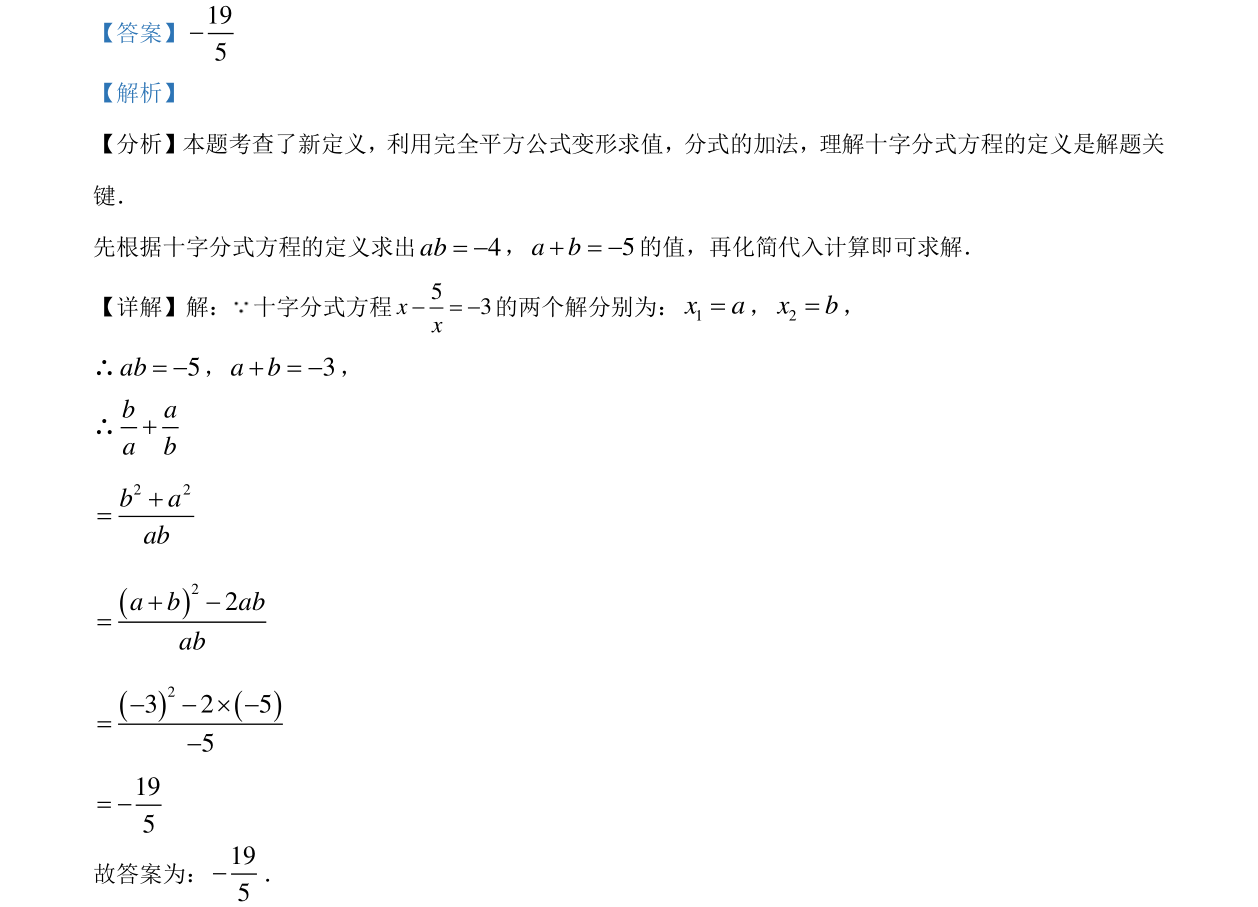 【答案】$-\frac{19}{5}$
【解析】
【分析】本题考查了新定义，利用完全平方公式变形求值，分式的加法，理解十字分式方程的定义是解题关
键．
先根据十字分式方程的定义求出$ab=-4$，$a+b=-5$的值，再化简代入计算即可求解．
【详解】解：∵十字分式方程$x-\frac{5}{x}=-3$的两个解分别为：$x_1=a$，$x_2=b$，
∴$ab=-5$，$a+b=-3$，
∴$\frac{b}{a}+\frac{a}{b}$
$=\frac{b^2+a^2}{ab}$
$=\frac{(a+b)^2-2ab}{ab}$
$=\frac{(-3)^2-2\times(-5)}{-5}$
$=-\frac{19}{5}$
故答案为：$-\frac{19}{5}$．